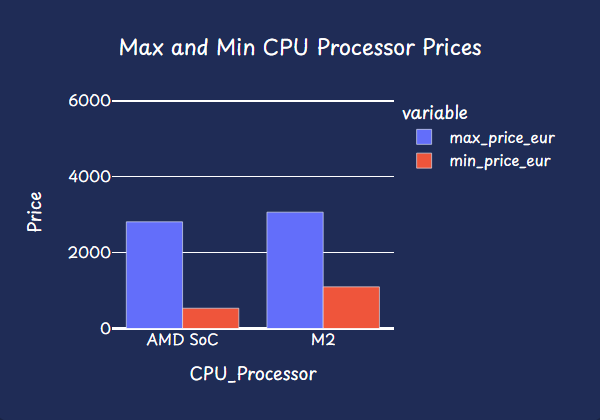 Max and Min CPU Processor Prices
6000
4000
2000
0
Price
AMD SoC
M2
CPU_Processor
variable
max_price_eur
min_price_eur